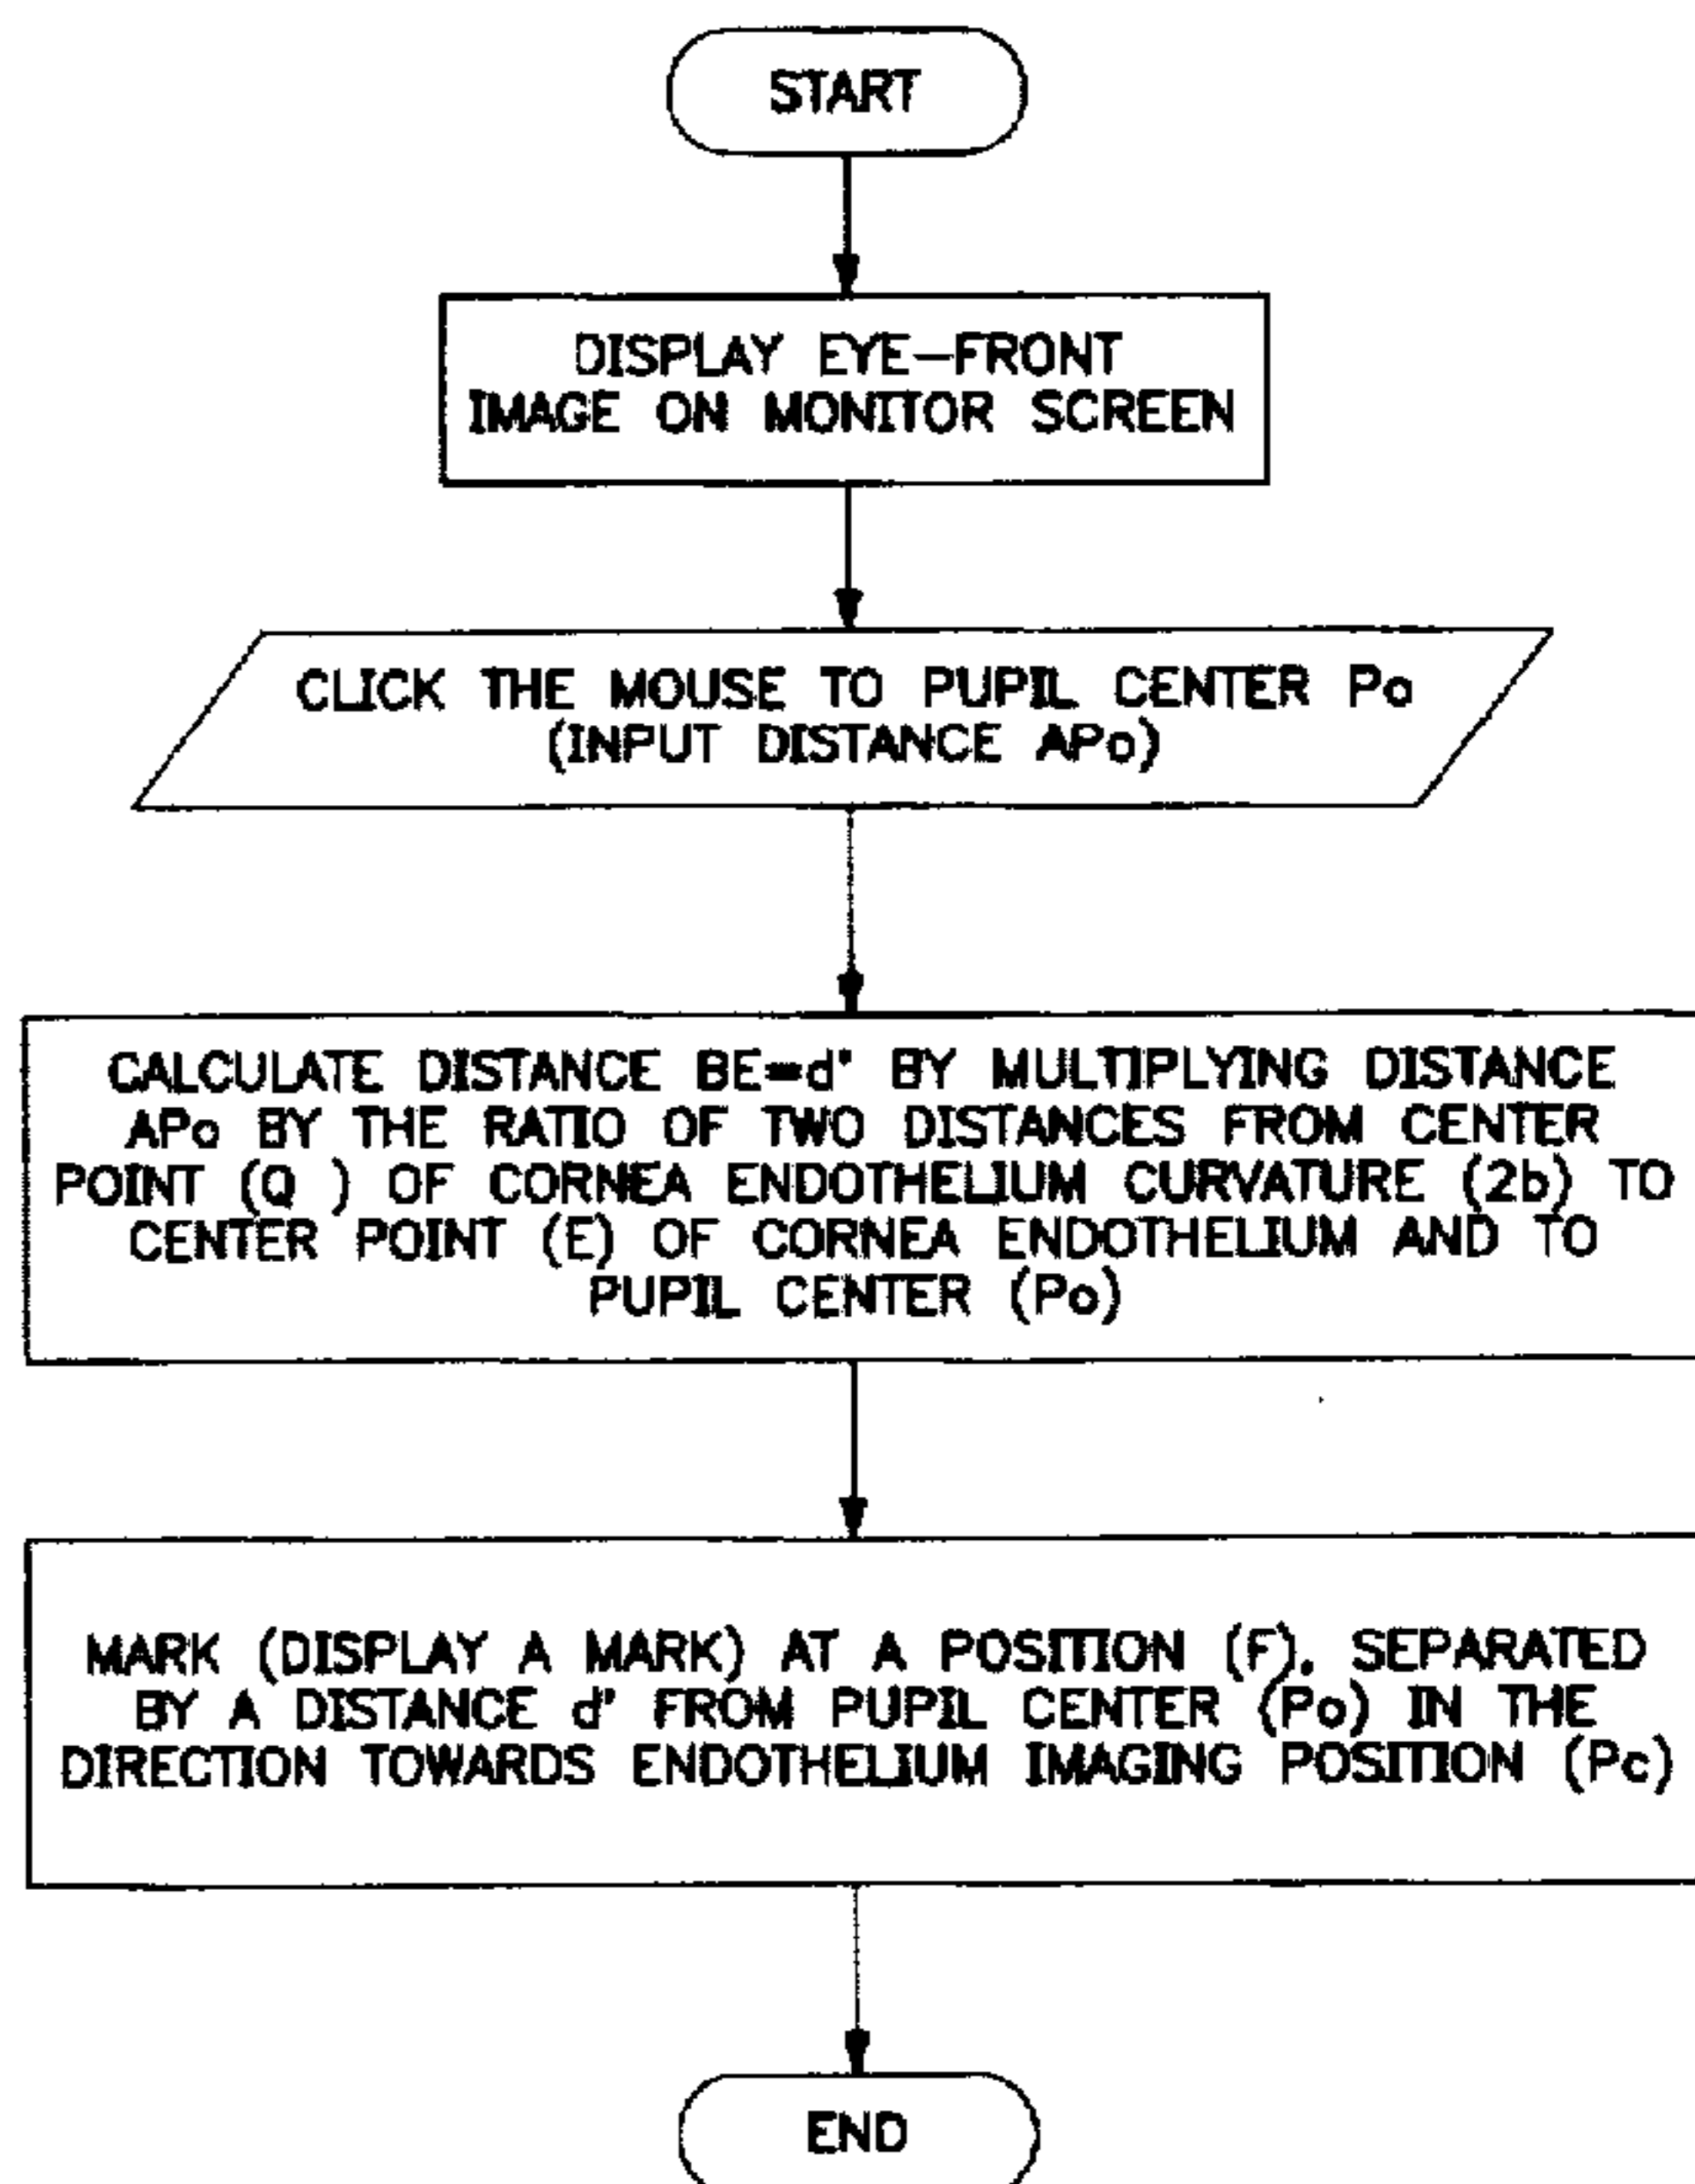 START
DISPLAY EYE–FRONT
IMAGE ON MONITOR SCREEN
CLICK THE MOUSE TO PUPIL CENTER Po
(INPUT DISTANCE APo)
CALCULATE DISTANCE BE=d' BY MULTIPLYING DISTANCE
APo BY THE RATIO OF TWO DISTANCES FROM CENTER
POINT (Q ) OF CORNEA ENDOTHELIUM CURVATURE (2b) TO
CENTER POINT (E) OF CORNEA ENDOTHELIUM AND TO
PUPIL CENTER (Po)
MARK (DISPLAY A MARK) AT A POSITION (F), SEPARATED
BY A DISTANCE d' FROM PUPIL CENTER (Po) IN THE
DIRECTION TOWARDS ENDOTHELIUM IMAGING POSITION (Pc)
END